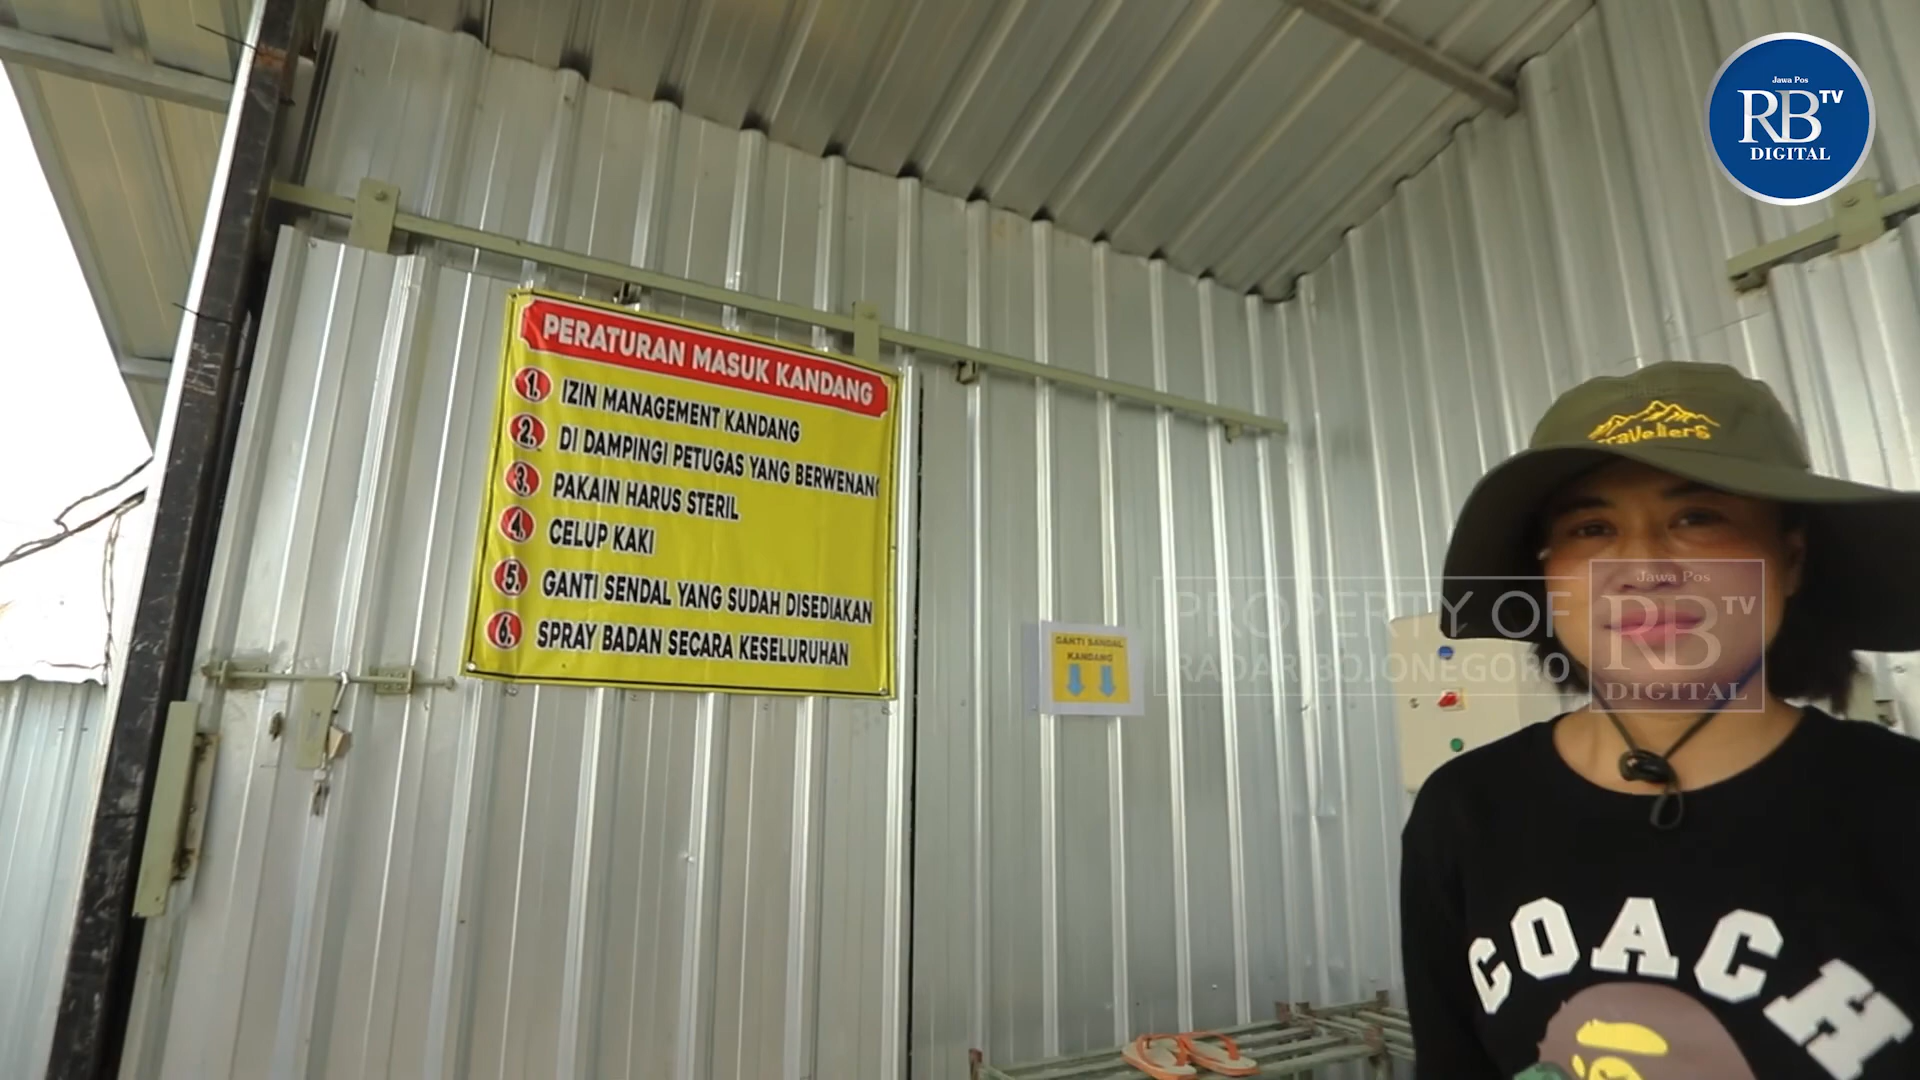 Jawa Pos
RB TV
DIGITAL
PERATURAN MASUK KANDANG
1. IZIN MANAGEMENT KANDANG
2. DI DAMPINGI PETUGAS YANG BERWENANG
3. PAKAIN HARUS STERIL
4. CELUP KAKI
5. GANTI SENDAL YANG SUDAH DISEDIAKAN
6. SPRAY BADAN SECARA KESELURUHAN
GANTI SANDAL
KANDANG
PROPERTY OF
RADAR BOJONEGORO
Jawa Pos
RB TV
DIGITAL
Travellers
COACH